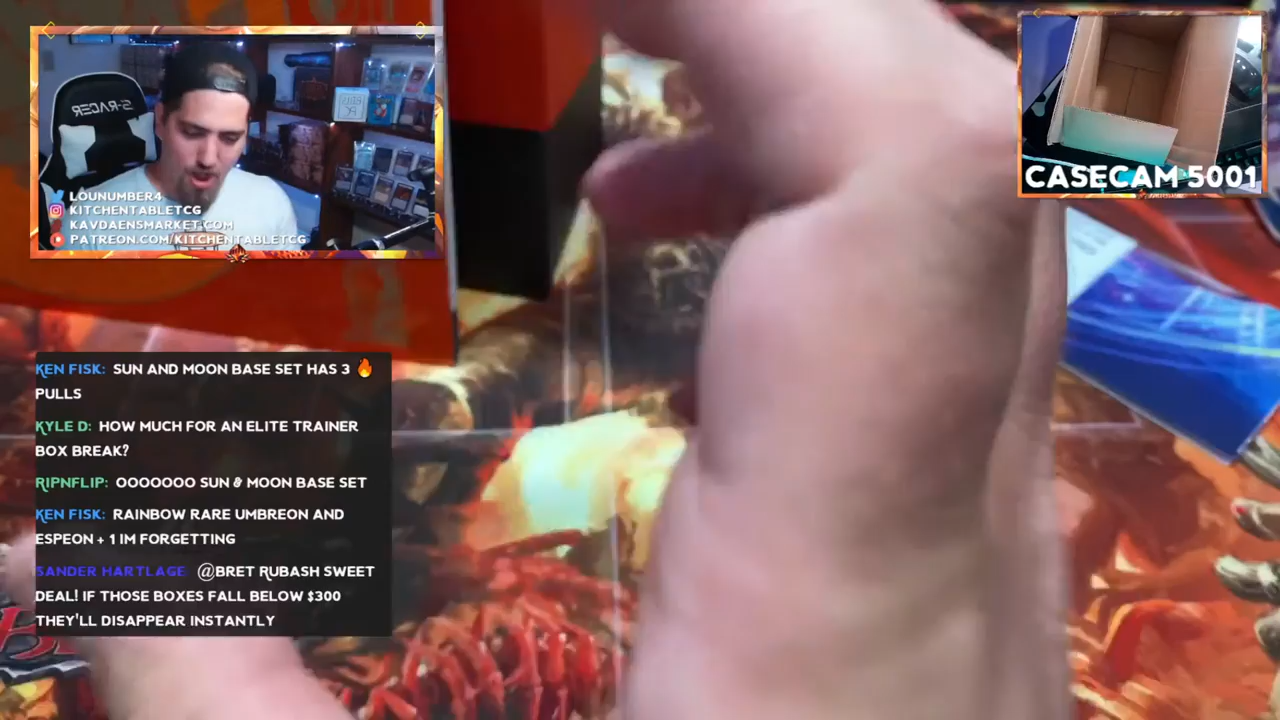 S-RACER
LOUNUMBER4
KITCHENTABLETCG
KAVDAENSMARKET.COM
PATREON.COM/KITCHENTABLETCG
CASECAM 5001
KEN FISK: SUN AND MOON BASE SET HAS 3 🔥
PULLS
KYLE D: HOW MUCH FOR AN ELITE TRAINER
BOX BREAK?
RIPNFLIP: OOOOOOO SUN & MOON BASE SET
KEN FISK: RAINBOW RARE UMBREON AND
ESPEON + 1 IM FORGETTING
SANDER HARTLAGE: @BRET RUBASH SWEET
DEAL! IF THOSE BOXES FALL BELOW $300
THEY'LL DISAPPEAR INSTANTLY